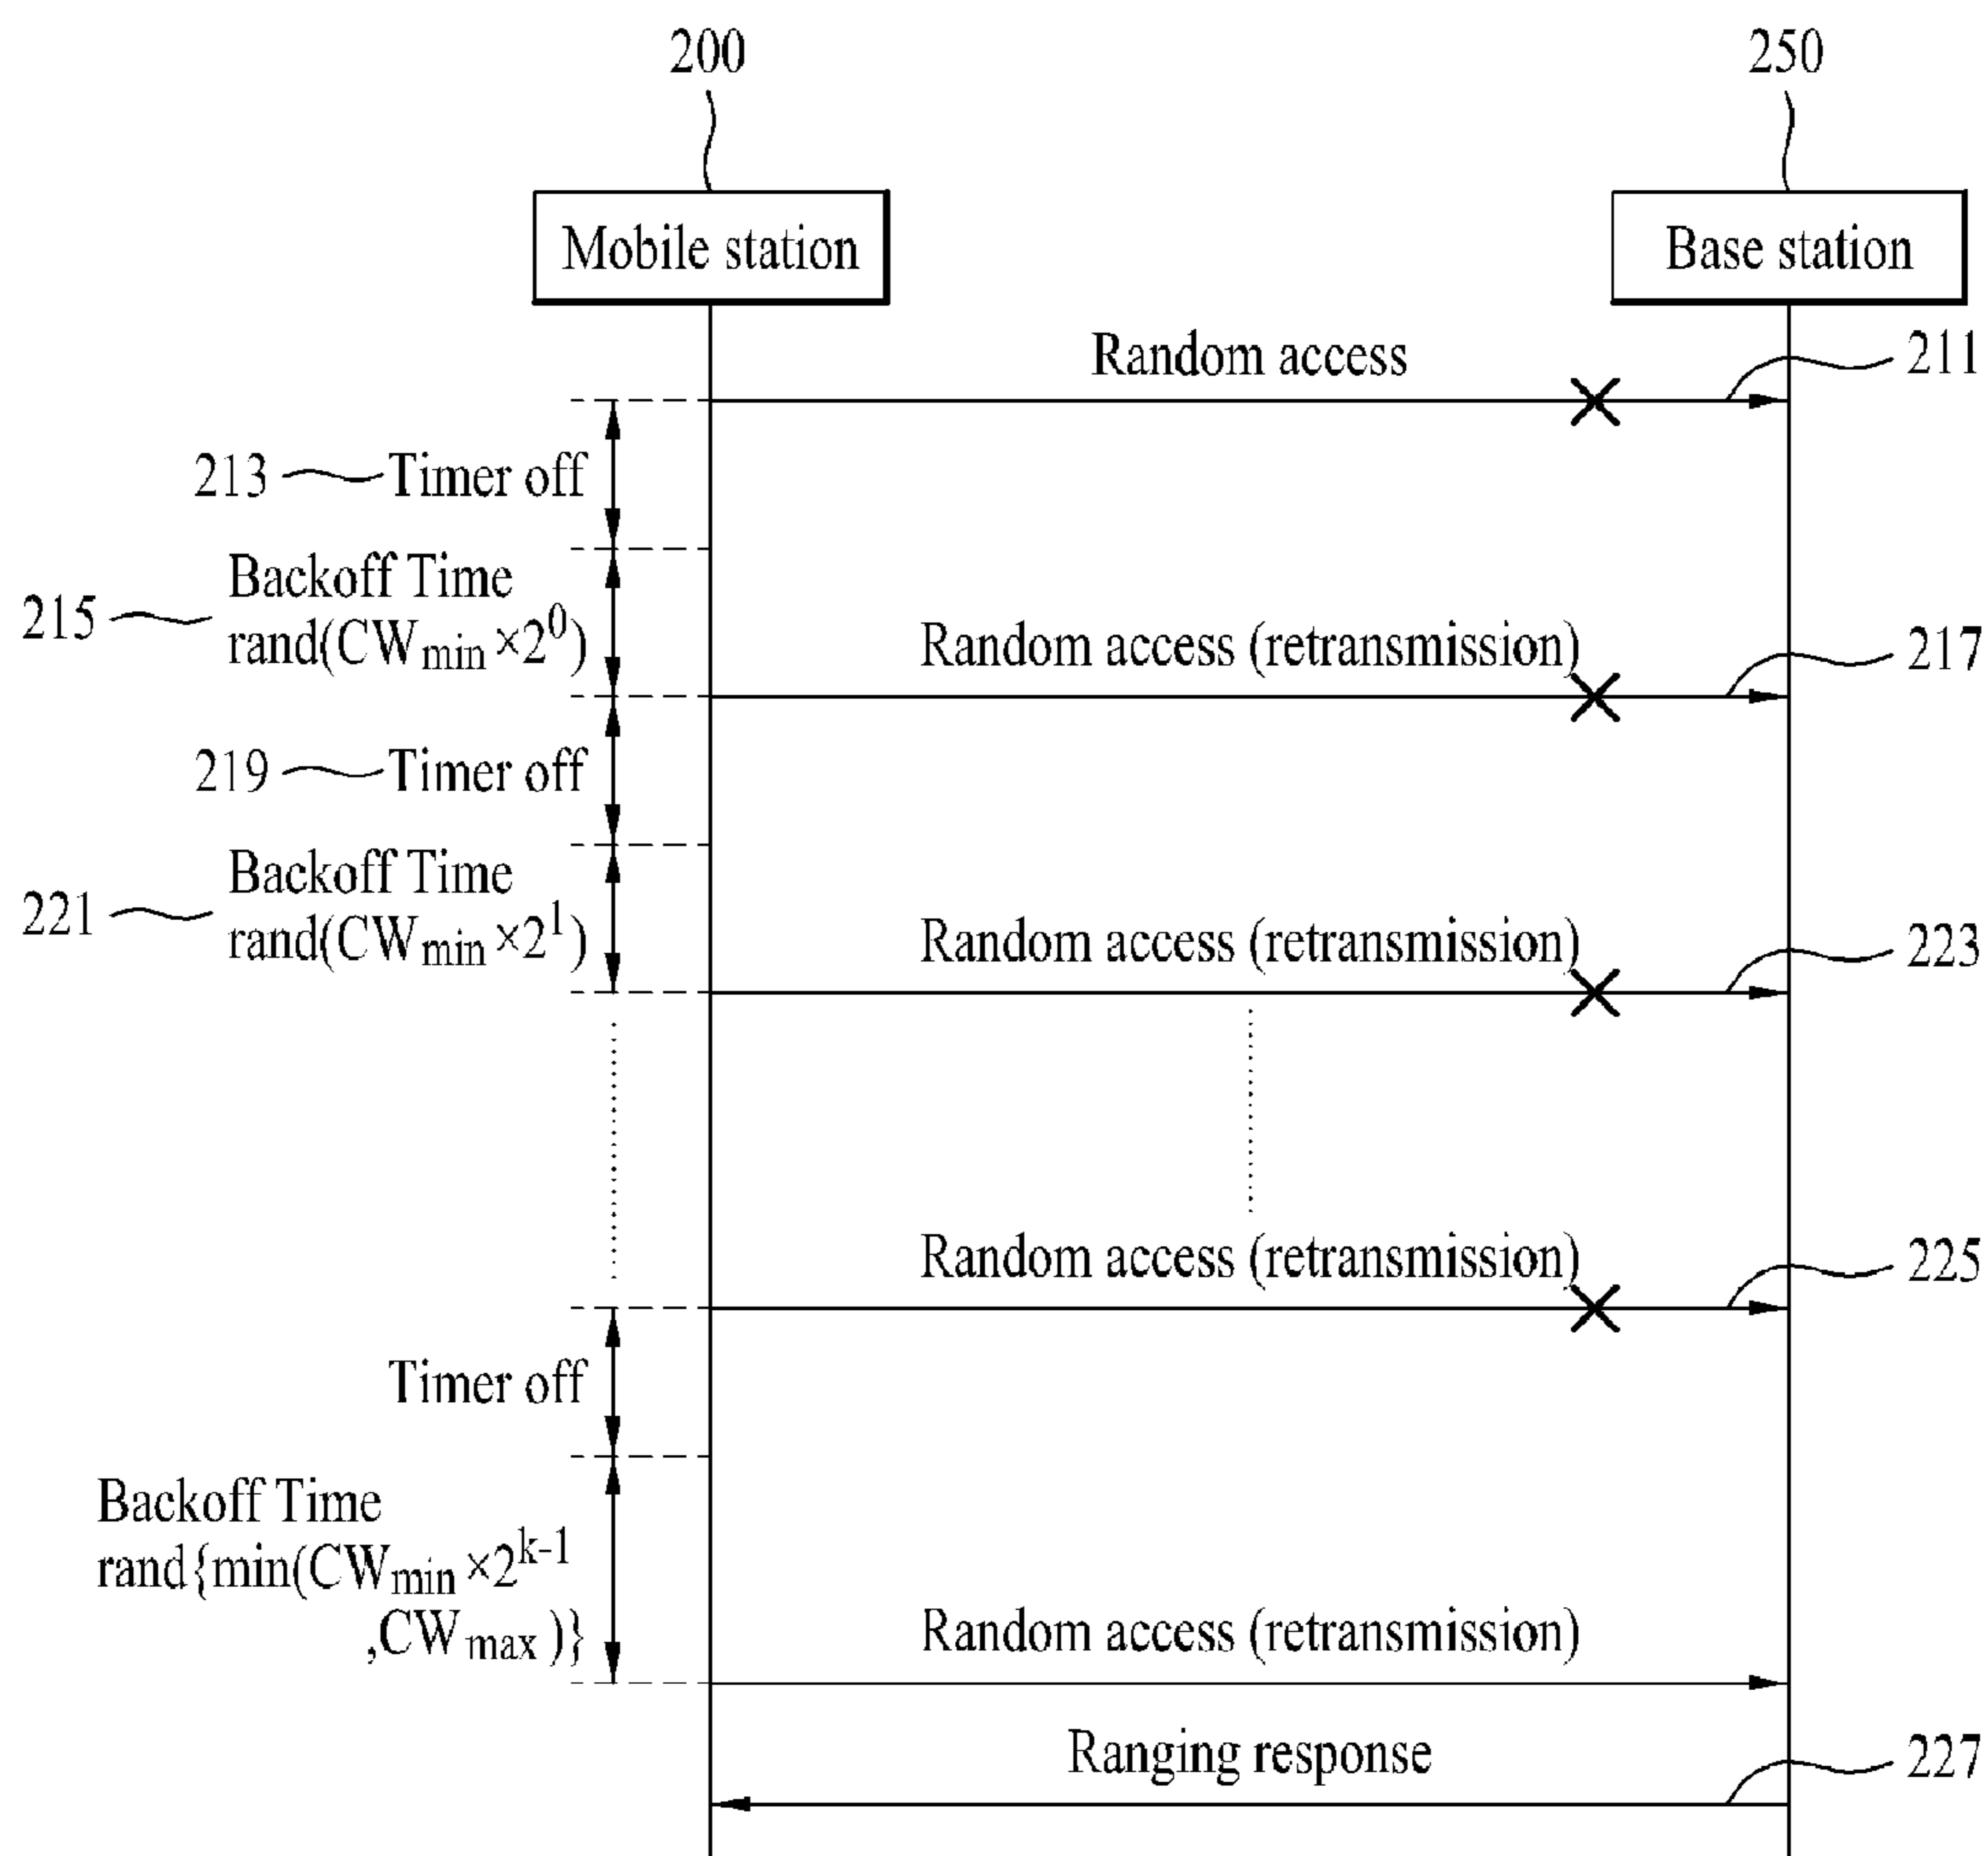 200
250
Mobile station
Base station
Random access
211
213
Timer off
Backoff Time
215
rand(CWmin×2^0)
Random access (retransmission)
217
219
Timer off
Backoff Time
221
rand(CWmin×2^1)
Random access (retransmission)
223
Random access (retransmission)
225
Timer off
Backoff Time
rand{min(CWmin×2^k-1
,CWmax)}
Random access (retransmission)
Ranging response
227